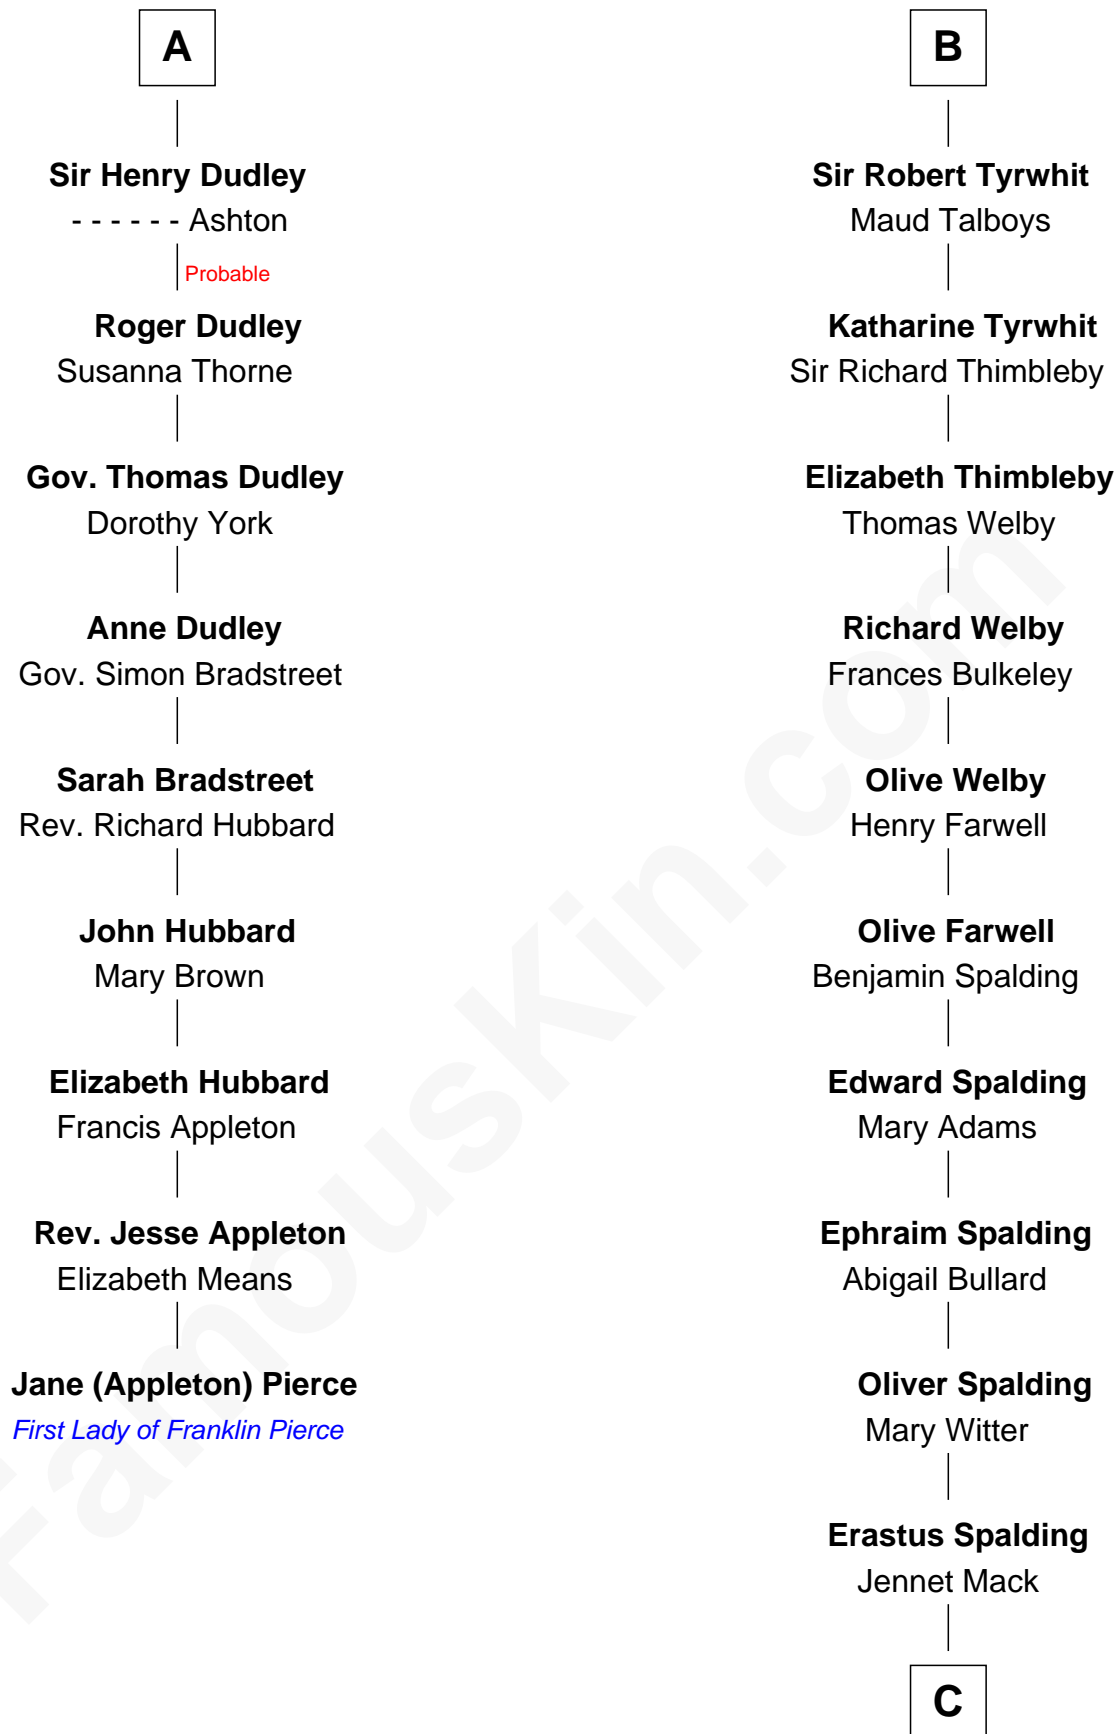 A
Sir Henry Dudley
- - - - - - Ashton
Probable
Roger Dudley
Susanna Thorne
Gov. Thomas Dudley
Dorothy York
Anne Dudley
Gov. Simon Bradstreet
Sarah Bradstreet
Rev. Richard Hubbard
John Hubbard
Mary Brown
Elizabeth Hubbard
Francis Appleton
Rev. Jesse Appleton
Elizabeth Means
Jane (Appleton) Pierce
First Lady of Franklin Pierce
B
Sir Robert Tyrwhit
Maud Talboys
Katharine Tyrwhit
Sir Richard Thimbleby
Elizabeth Thimbleby
Thomas Welby
Richard Welby
Frances Bulkeley
Olive Welby
Henry Farwell
Olive Farwell
Benjamin Spalding
Edward Spalding
Mary Adams
Ephraim Spalding
Abigail Bullard
Oliver Spalding
Mary Witter
Erastus Spalding
Jennet Mack
C
FamousKin.com